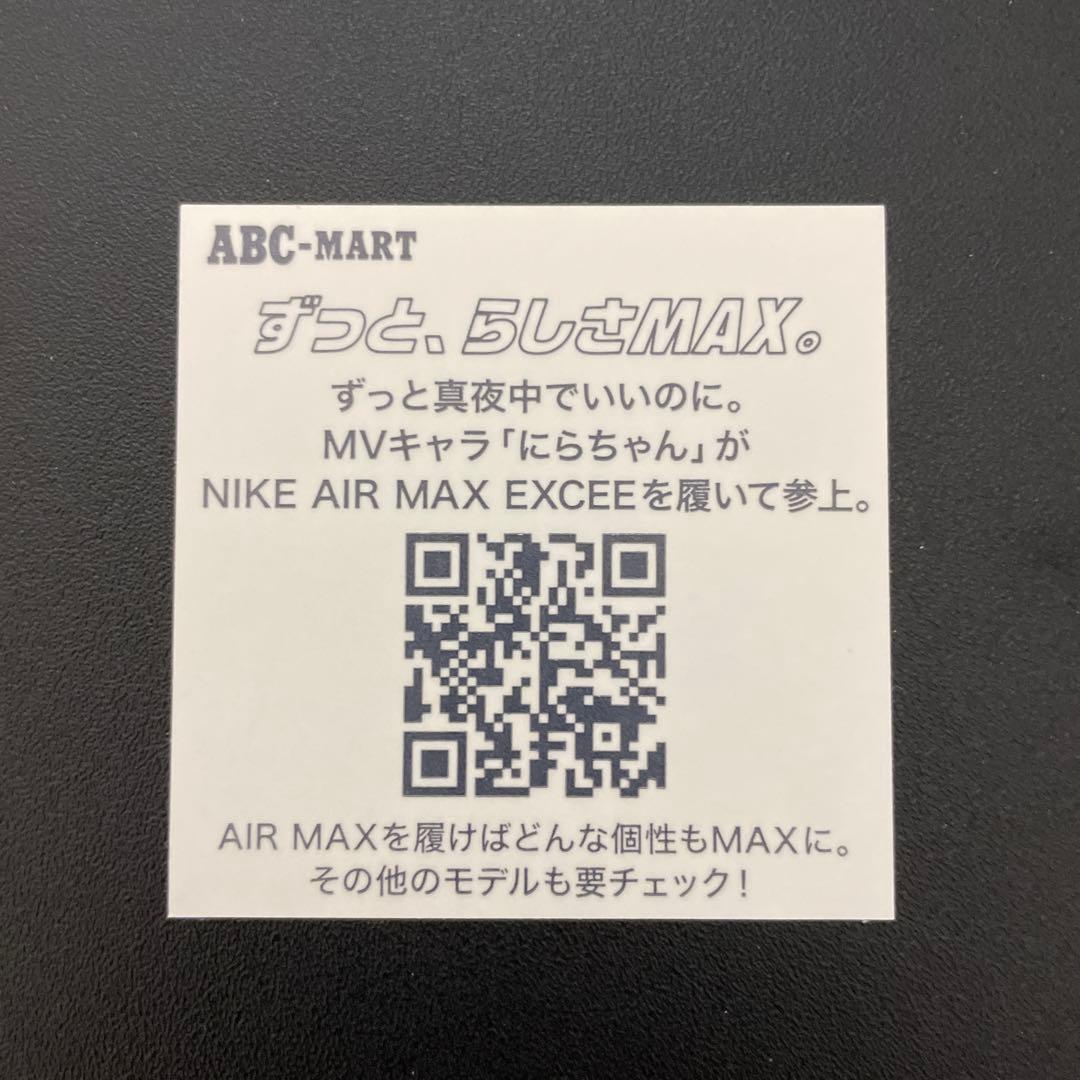 ABC-MART
ずっと、らしさMAX。
ずっと真夜中でいいのに。
MVキャラ「にらちゃん」が
NIKE AIR MAX EXCEEを履いて参上。
AIR MAXを履けばどんな個性もMAXに。
その他のモデルも要チェック!